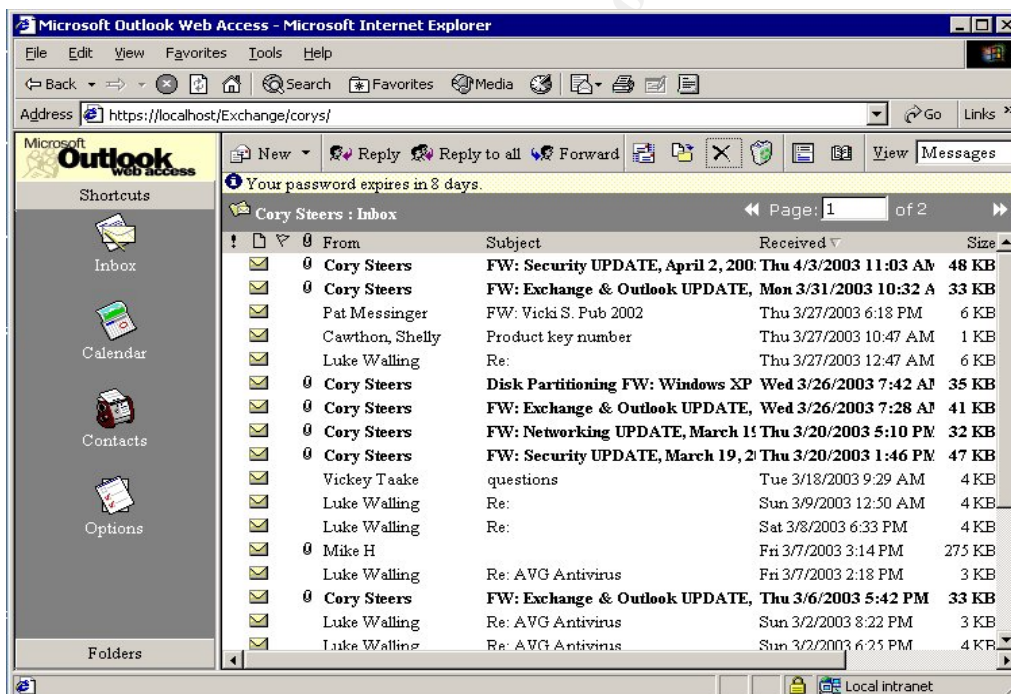 Microsoft Outlook Web Access - Microsoft Internet Explorer
File Edit View Favorites Tools Help
Back Search Favorites Media
Address https://localhost/Exchange/corys/ Go Links »
Microsoft Outlook web access
New Reply Reply to all Forward View Messages
Shortcuts
Your password expires in 8 days.
Cory Steers : Inbox Page: 1 of 2
! From Subject Received Size
Cory Steers FW: Security UPDATE, April 2, 200 Thu 4/3/2003 11:03 AM 48 KB
Cory Steers FW: Exchange & Outlook UPDATE, Mon 3/31/2003 10:32 A 33 KB
Pat Messinger FW: Vicki S. Pub 2002 Thu 3/27/2003 6:18 PM 6 KB
Cawthon, Shelly Product key number Thu 3/27/2003 10:47 AM 1 KB
Luke Walling Re: Thu 3/27/2003 12:47 AM 6 KB
Cory Steers Disk Partitioning FW: Windows XP Wed 3/26/2003 7:42 AM 35 KB
Cory Steers FW: Exchange & Outlook UPDATE, Wed 3/26/2003 7:28 AM 41 KB
Cory Steers FW: Networking UPDATE, March 19 Thu 3/20/2003 5:10 PM 32 KB
Cory Steers FW: Security UPDATE, March 19, 2 Thu 3/20/2003 1:46 PM 47 KB
Vickey Taake questions Tue 3/18/2003 9:29 AM 4 KB
Luke Walling Re: Sun 3/9/2003 12:50 AM 4 KB
Luke Walling Re: Sat 3/8/2003 6:33 PM 4 KB
Mike H Fri 3/7/2003 3:14 PM 275 KB
Luke Walling Re: AVG Antivirus Fri 3/7/2003 2:18 PM 3 KB
Cory Steers FW: Exchange & Outlook UPDATE, Thu 3/6/2003 5:42 PM 33 KB
Luke Walling Re: AVG Antivirus Sun 3/2/2003 8:22 PM 3 KB
Luke Walling Re: AVG Antivirus Sun 3/2/2003 6:25 PM 4 KB
Inbox
Calendar
Contacts
Options
Folders
Local intranet